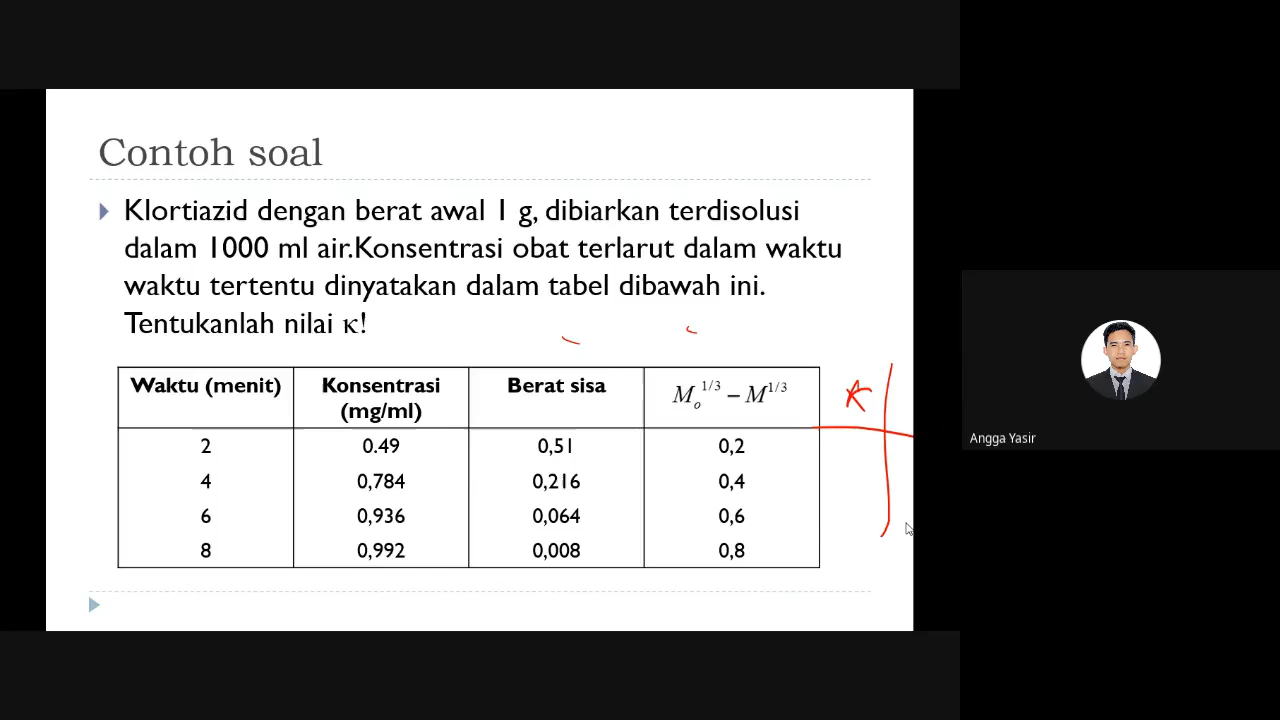 Contoh soal
Klortiazid dengan berat awal 1 g, dibiarkan terdisolusi
dalam 1000 ml air.Konsentrasi obat terlarut dalam waktu
waktu tertentu dinyatakan dalam tabel dibawah ini.
Tentukanlah nilai κ!
Waktu (menit) Konsentrasi (mg/ml) Berat sisa M_o^1/3 − M^1/3 K
2 0.49 0,51 0,2
4 0,784 0,216 0,4
6 0,936 0,064 0,6
8 0,992 0,008 0,8
Angga Yasir